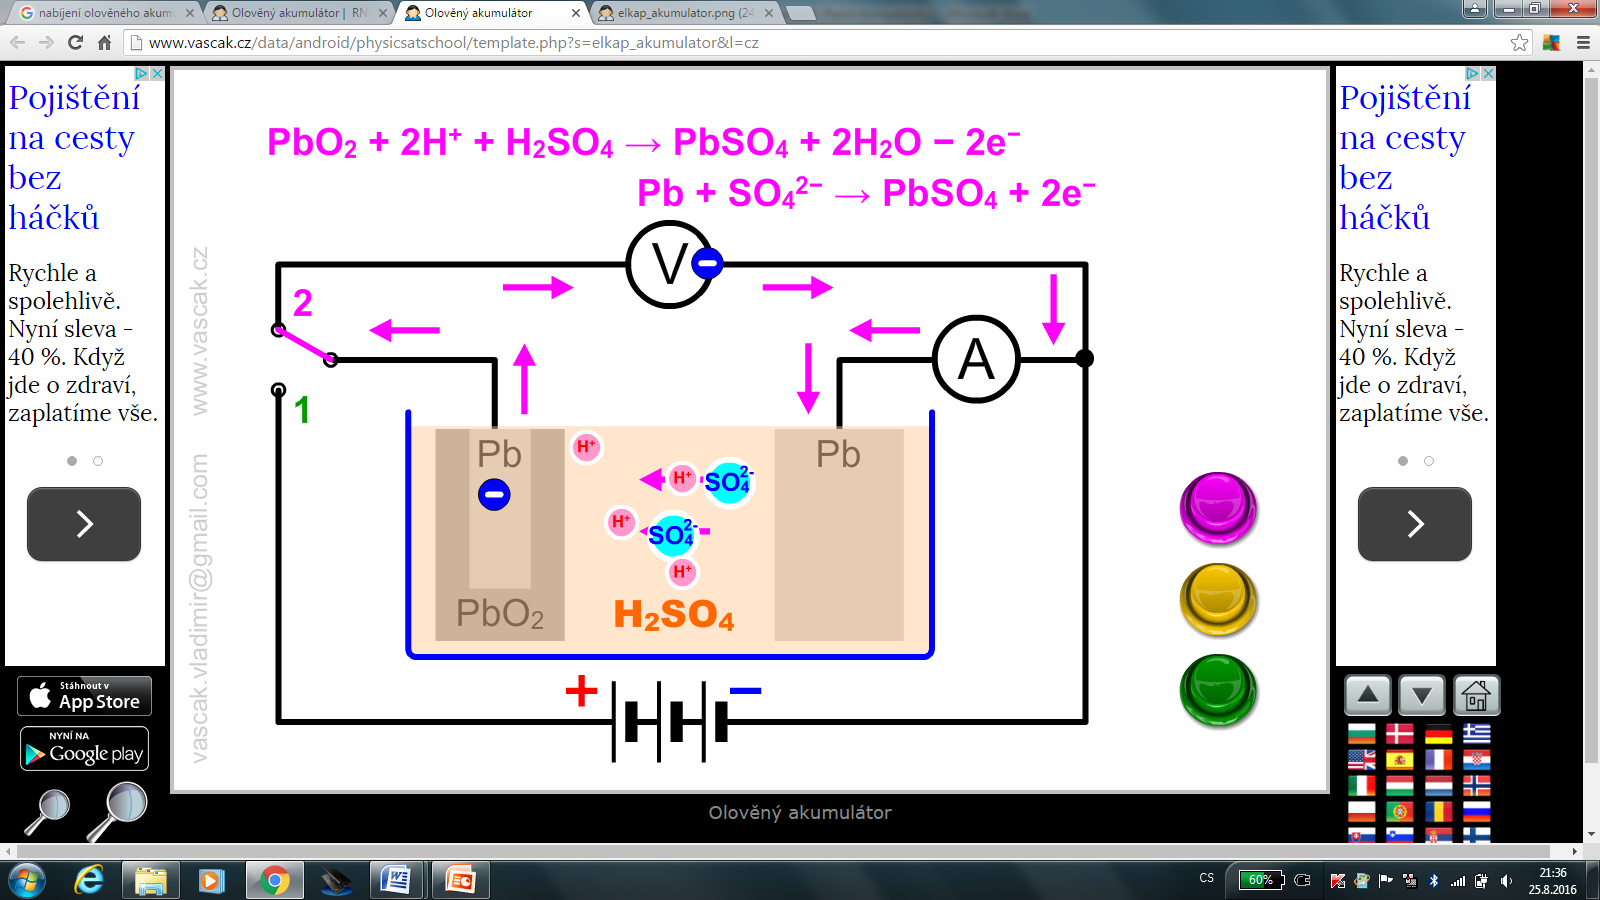 nabíjení olověného akum
Olověný akumulátor | RN
Olověný akumulátor
elkap_akumulator.png (24
www.vascak.cz/data/android/physicsatschool/template.php?s=elkap_akumulator&l=cz
Pojištění
na cesty
bez
háčků
Rychle a
spolehlivě.
Nyní sleva -
40 %. Když
jde o zdraví,
zaplatíme vše.
Stáhnout v
App Store
NYNÍ NA
Google play
PbO₂ + 2H⁺ + H₂SO₄ → PbSO₄ + 2H₂O − 2e⁻
Pb + SO₄²⁻ → PbSO₄ + 2e⁻
V
2
A
1
Pb
H⁺
Pb
H⁺
SO₄²⁻
H⁺
SO₄²⁻
H⁺
PbO₂
H₂SO₄
+
−
vascak.vladimir@gmail.com www.vascak.cz
Olověný akumulátor
Pojištění
na cesty
bez
háčků
Rychle a
spolehlivě.
Nyní sleva -
40 %. Když
jde o zdraví,
zaplatíme vše.
CS
60%
21:36
25.8.2016